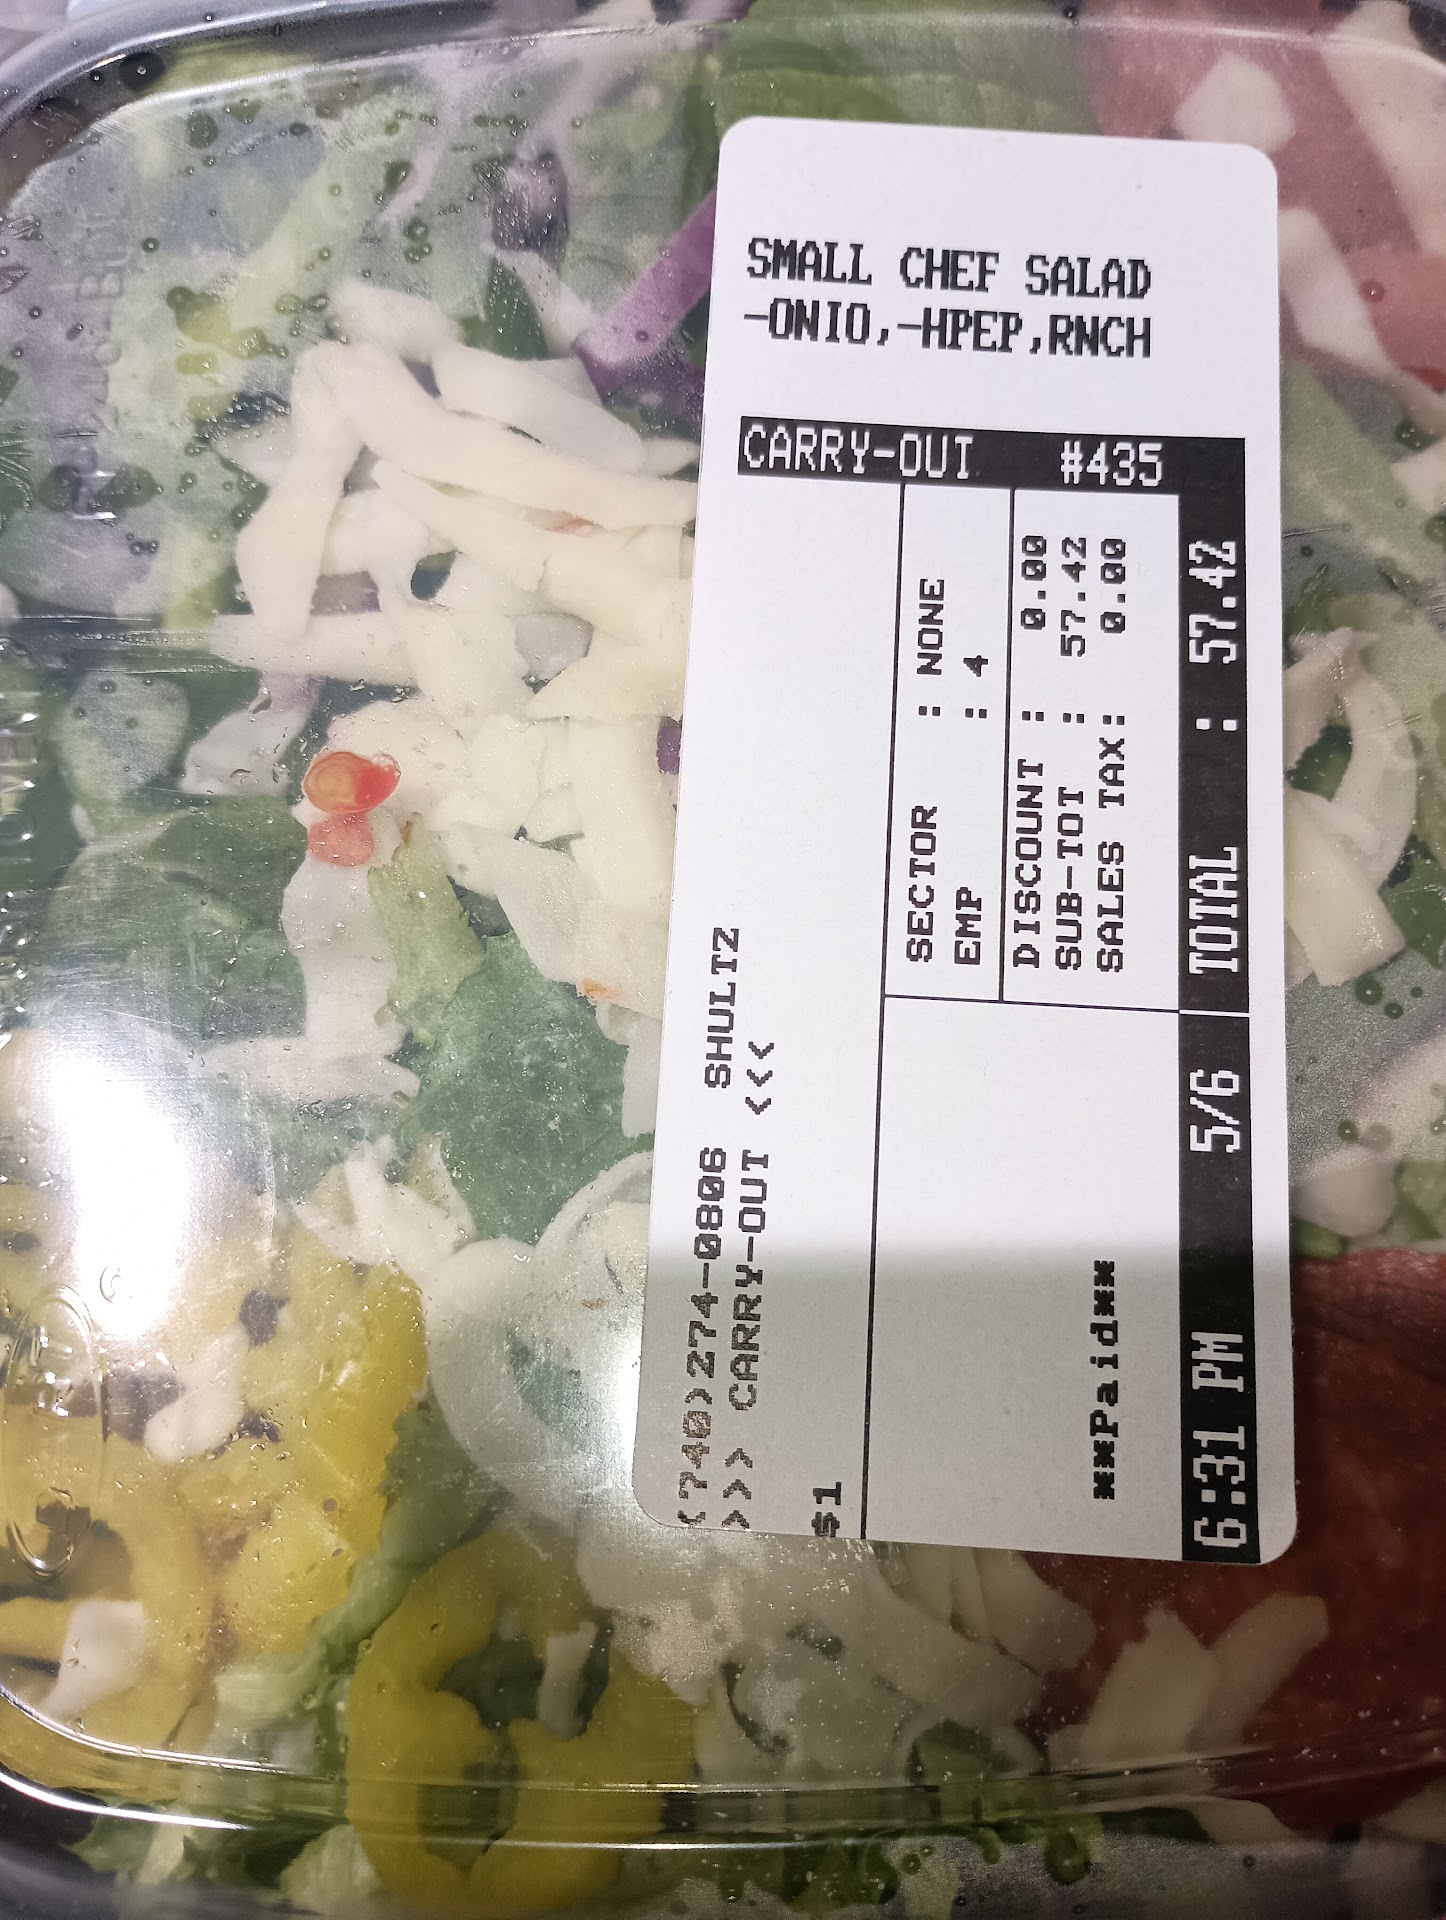 SMALL CHEF SALAD
-ONIO,-HPEP,RNCH
CARRY-OUT #435
(740)274-0806 SHULTZ
>>> CARRY-OUT <<<
$1
SECTOR : NONE
EMP : 4
DISCOUNT : 0.00
SUB-TOT : 57.42
SALES TAX: 0.00
**Paid**
6:31 PM 5/6 TOTAL : 57.42